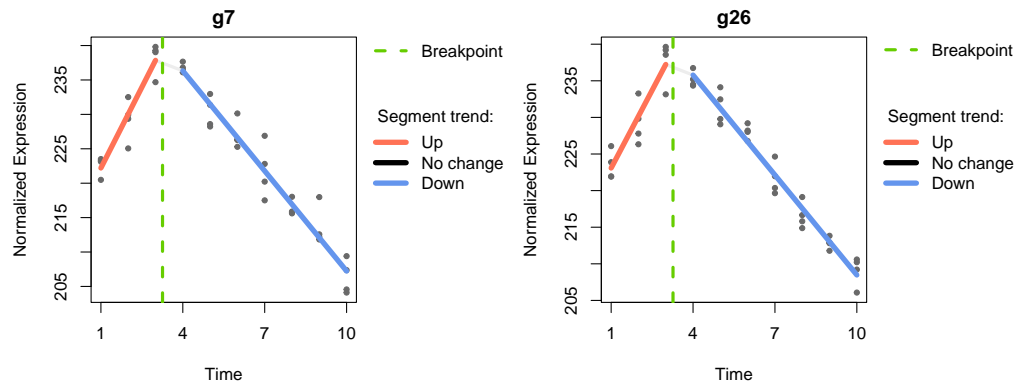 g7
Normalized Expression
235
225
215
205
1 4 7 10
Time
Breakpoint
Segment trend:
Up
No change
Down
g26
Normalized Expression
235
225
215
205
1 4 7 10
Time
Breakpoint
Segment trend:
Up
No change
Down